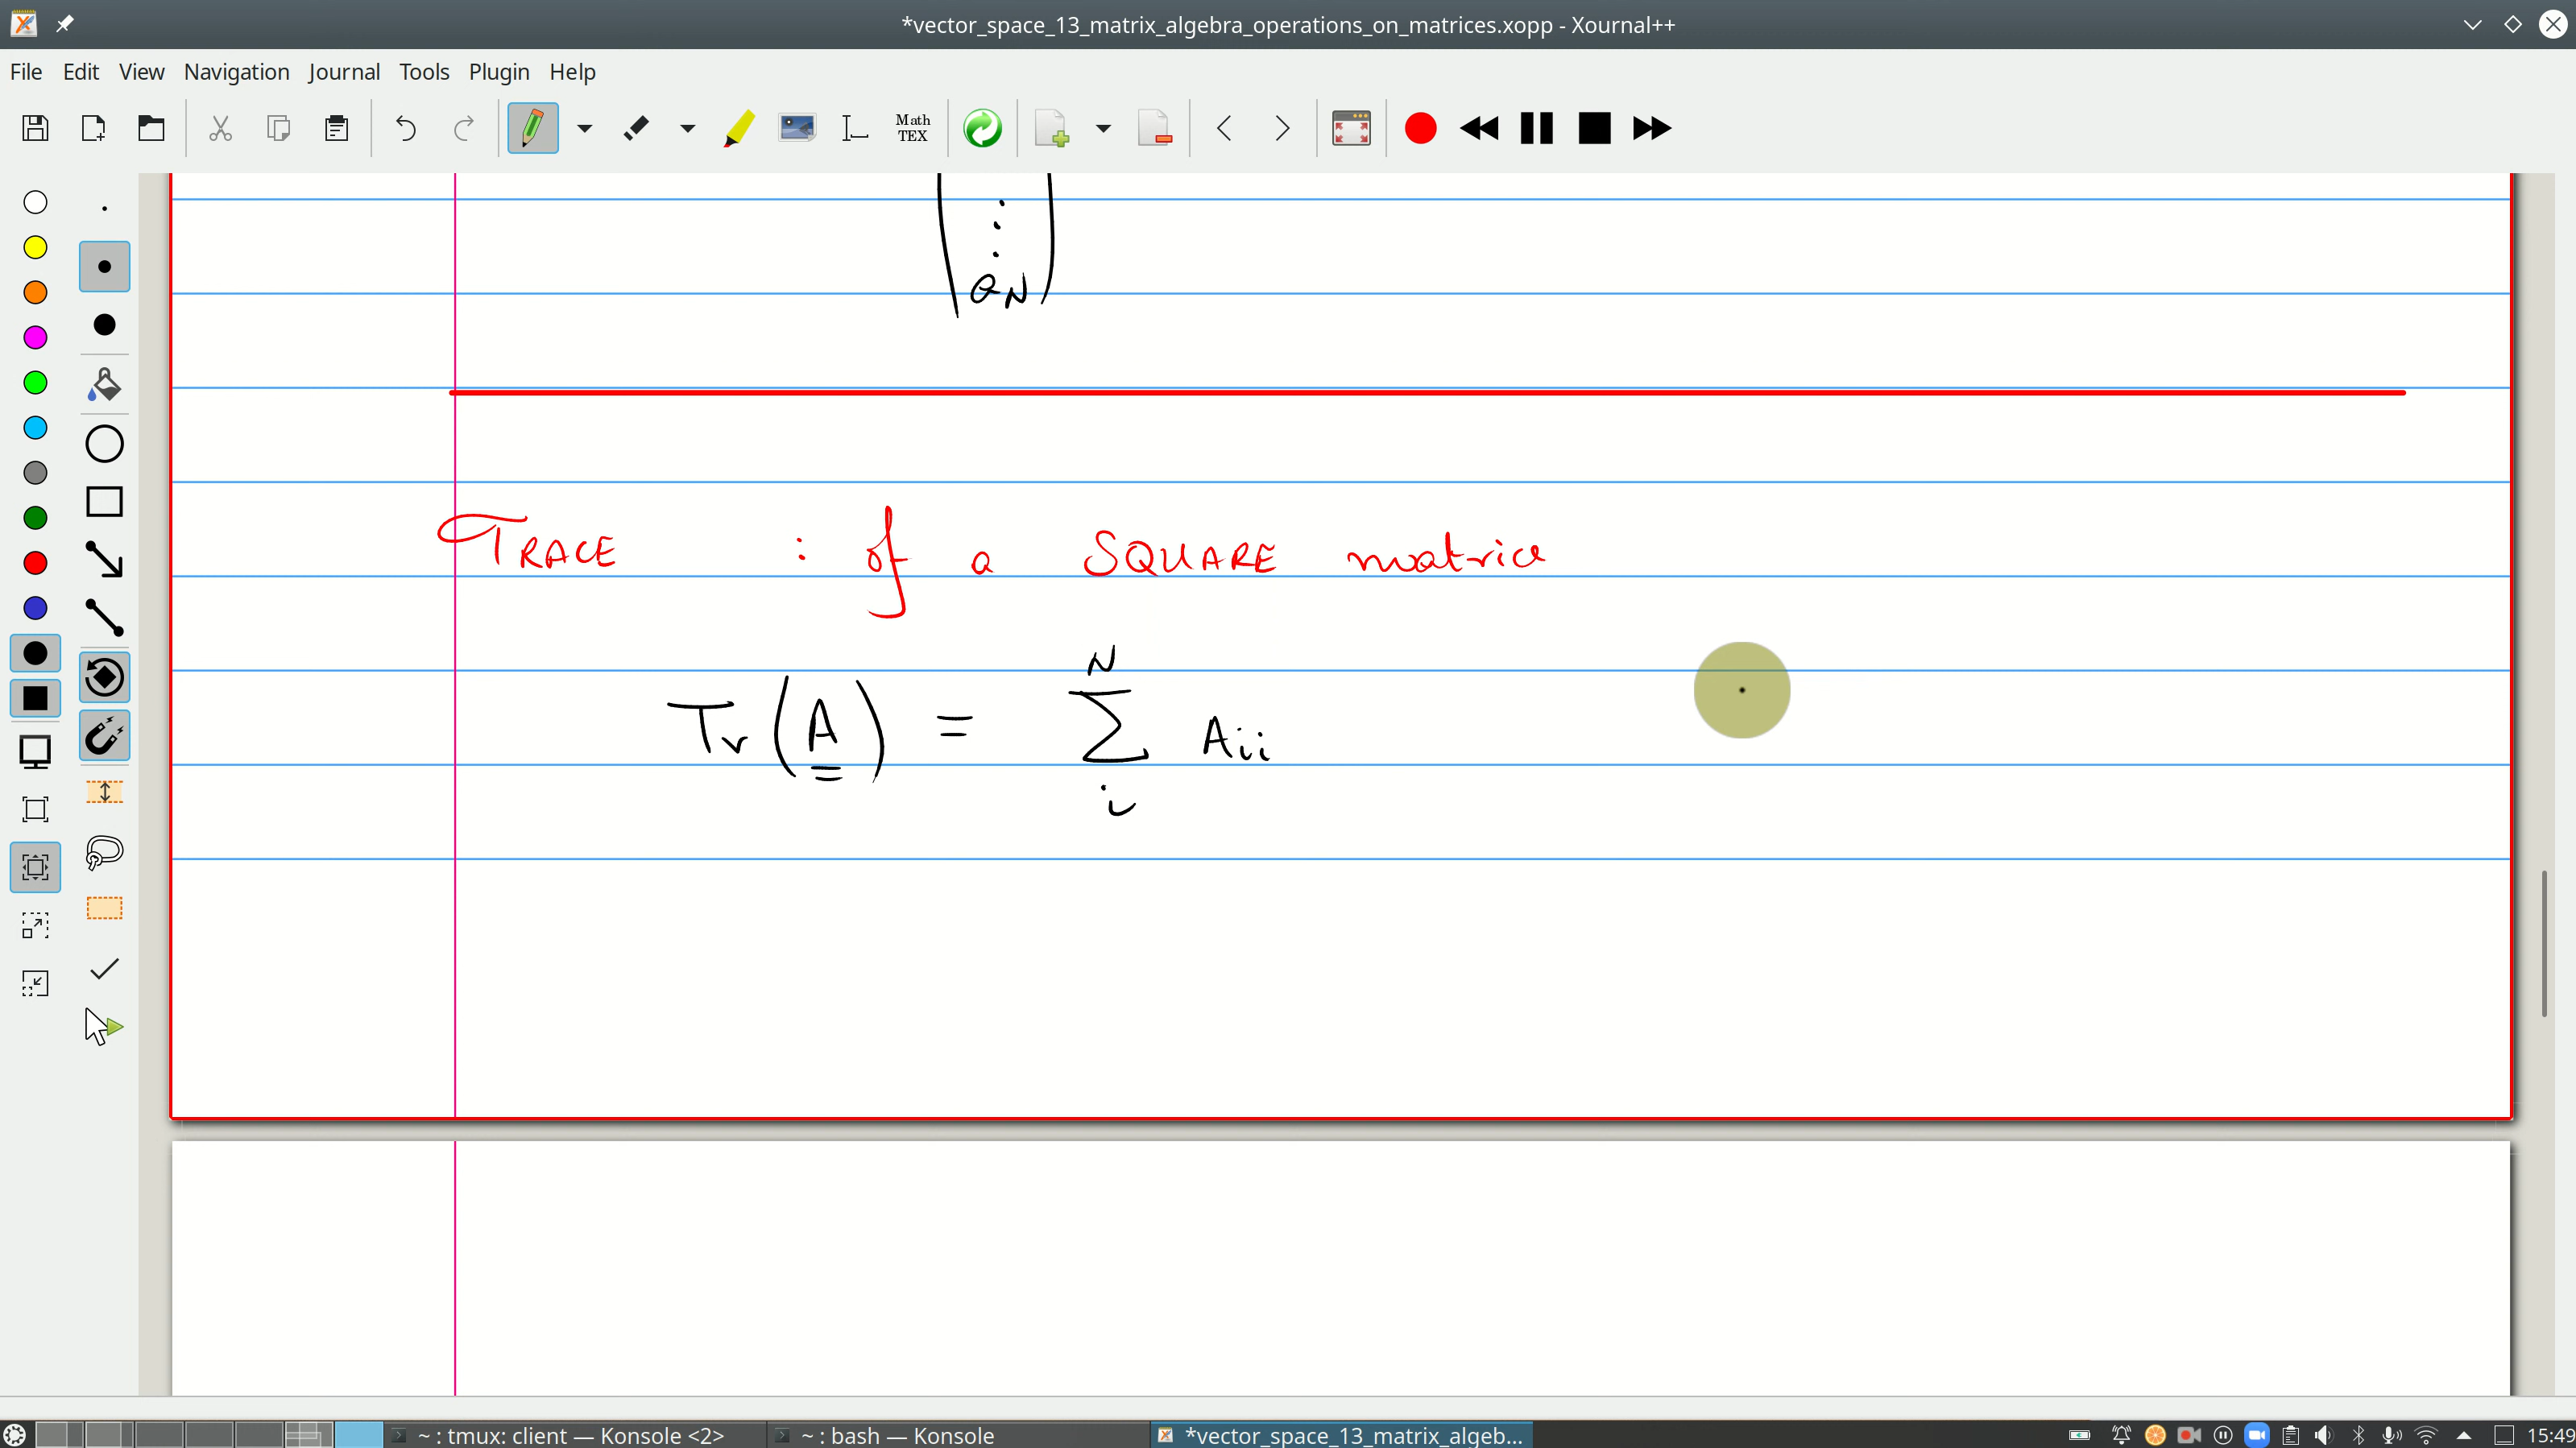 *vector_space_13_matrix_algebra_operations_on_matrices.xopp - Xournal++
File Edit View Navigation Journal Tools Plugin Help
Math
TEX
⋮
a_N
TRACE : of a SQUARE matrice
Tr(A) = Σ A_ii
N
i
~ : tmux: client — Konsole <2>
~ : bash — Konsole
*vector_space_13_matrix_algeb...
15:49